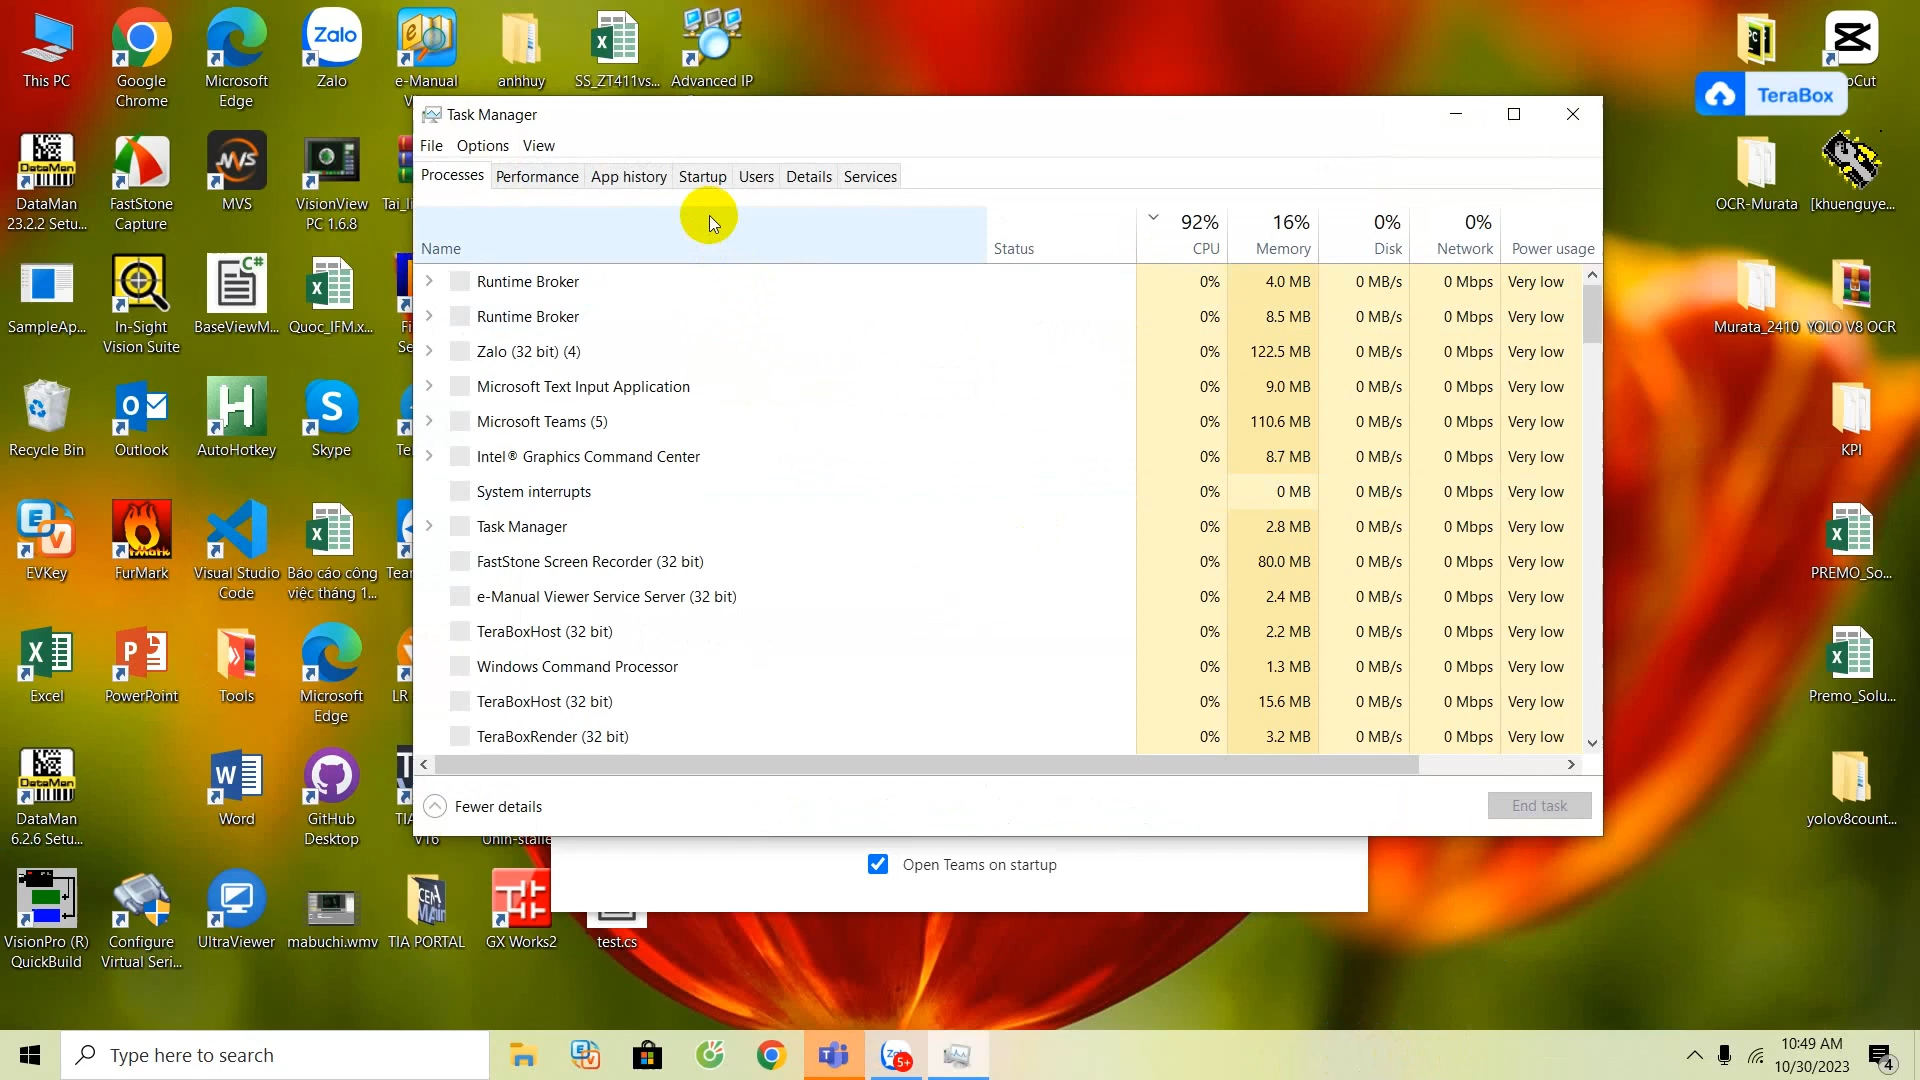 This PC
Google
Chrome
Microsoft
Edge
Zalo
Zalo
e-Manual
anhhuy
SS_ZT411vs...
Advanced IP
TeraBox
DataMan
23.2.2 Setu...
FastStone
Capture
MVS
MVS
VisionView
PC 1.6.8
OCR-Murata
[khuenguye...
SampleAp...
In-Sight
Vision Suite
C#
BaseViewM...
Quoc_IFM.x...
Murata_2410
YOLO V8 OCR
Recycle Bin
Outlook
AutoHotkey
Skype
KPI
EVKey
FurMark
Visual Studio
Code
Báo cáo công
việc tháng 1...
PREMO_So...
Excel
PowerPoint
Tools
Microsoft
Edge
Premo_Solu...
DataMan
6.2.6 Setu...
Word
GitHub
Desktop
yolov8count...
VisionPro (R)
QuickBuild
Configure
Virtual Seri...
UltraViewer
mabuchi.wmv
TIA PORTAL
GX Works2
test.cs
Task Manager
File Options View
Processes Performance App history Startup Users Details Services
92% 16% 0% 0%
Name Status CPU Memory Disk Network Power usage
Runtime Broker 0% 4.0 MB 0 MB/s 0 Mbps Very low
Runtime Broker 0% 8.5 MB 0 MB/s 0 Mbps Very low
Zalo (32 bit) (4) 0% 122.5 MB 0 MB/s 0 Mbps Very low
Microsoft Text Input Application 0% 9.0 MB 0 MB/s 0 Mbps Very low
Microsoft Teams (5) 0% 110.6 MB 0 MB/s 0 Mbps Very low
Intel® Graphics Command Center 0% 8.7 MB 0 MB/s 0 Mbps Very low
System interrupts 0% 0 MB 0 MB/s 0 Mbps Very low
Task Manager 0% 2.8 MB 0 MB/s 0 Mbps Very low
FastStone Screen Recorder (32 bit) 0% 80.0 MB 0 MB/s 0 Mbps Very low
e-Manual Viewer Service Server (32 bit) 0% 2.4 MB 0 MB/s 0 Mbps Very low
TeraBoxHost (32 bit) 0% 2.2 MB 0 MB/s 0 Mbps Very low
Windows Command Processor 0% 1.3 MB 0 MB/s 0 Mbps Very low
TeraBoxHost (32 bit) 0% 15.6 MB 0 MB/s 0 Mbps Very low
TeraBoxRender (32 bit) 0% 3.2 MB 0 MB/s 0 Mbps Very low
Fewer details End task
Open Teams on startup
Type here to search
5+
10:49 AM
10/30/2023
4